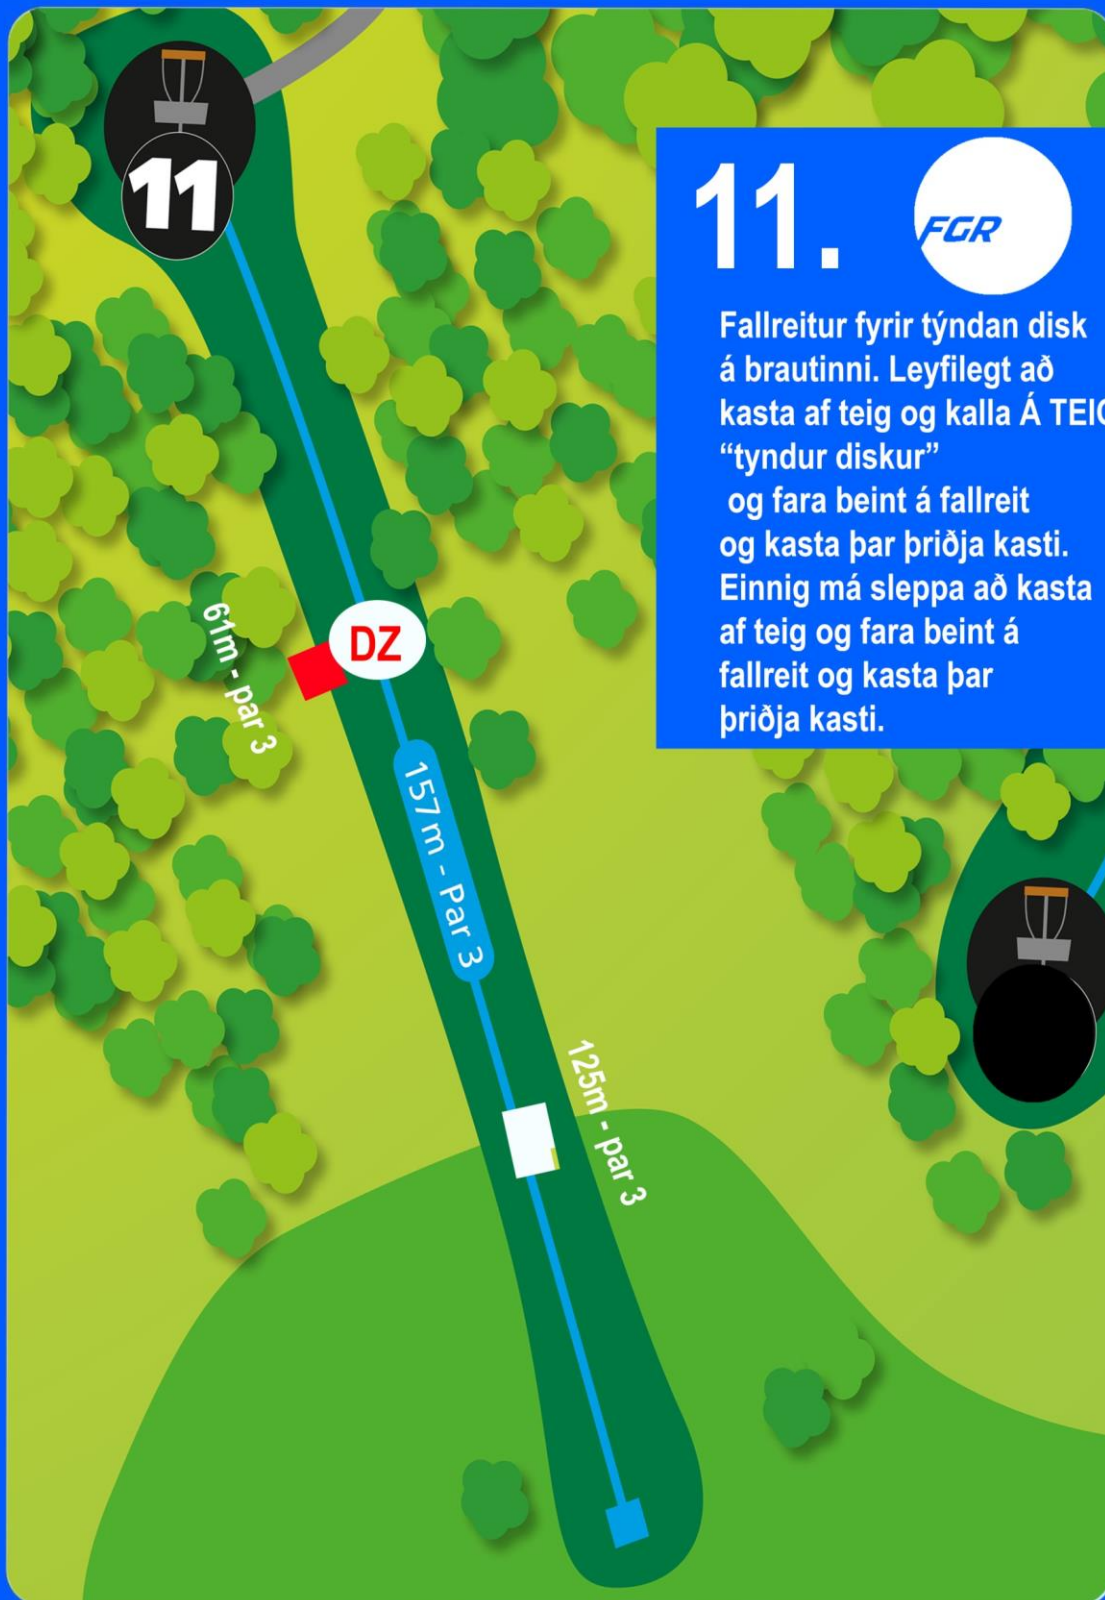 11
11.
FGR
Fallreitur fyrir týndan disk
á brautinni. Leyfilegt að
kasta af teig og kalla Á TEIG
“tyndur diskur”
og fara beint á fallreit
og kasta þar þriðja kasti.
Einnig má sleppa að kasta
af teig og fara beint á
fallreit og kasta þar
þriðja kasti.
DZ
61m - par 3
157 m - Par 3
125m - par 3